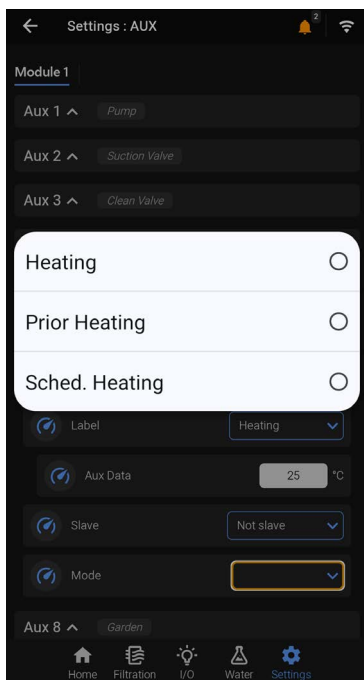 Settings : AUX
2
Module 1
Aux 1 Pump
Aux 2 Suction Valve
Aux 3 Clean Valve
Heating
Prior Heating
Sched. Heating
Label Heating
Aux Data 25 °C
Slave Not slave
Mode
Aux 8 Garden
Home Filtration I/O Water Settings